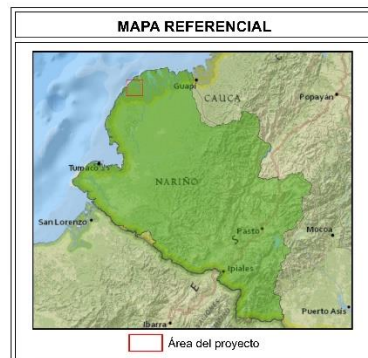 MAPA REFERENCIAL
Guapi
CAUCA
Popayán
Tumaco
NARIÑO
San Lorenzo
Pasto
Mocoa
S
Ipiales
E
Puerto Asís
Ibarra
Área del proyecto